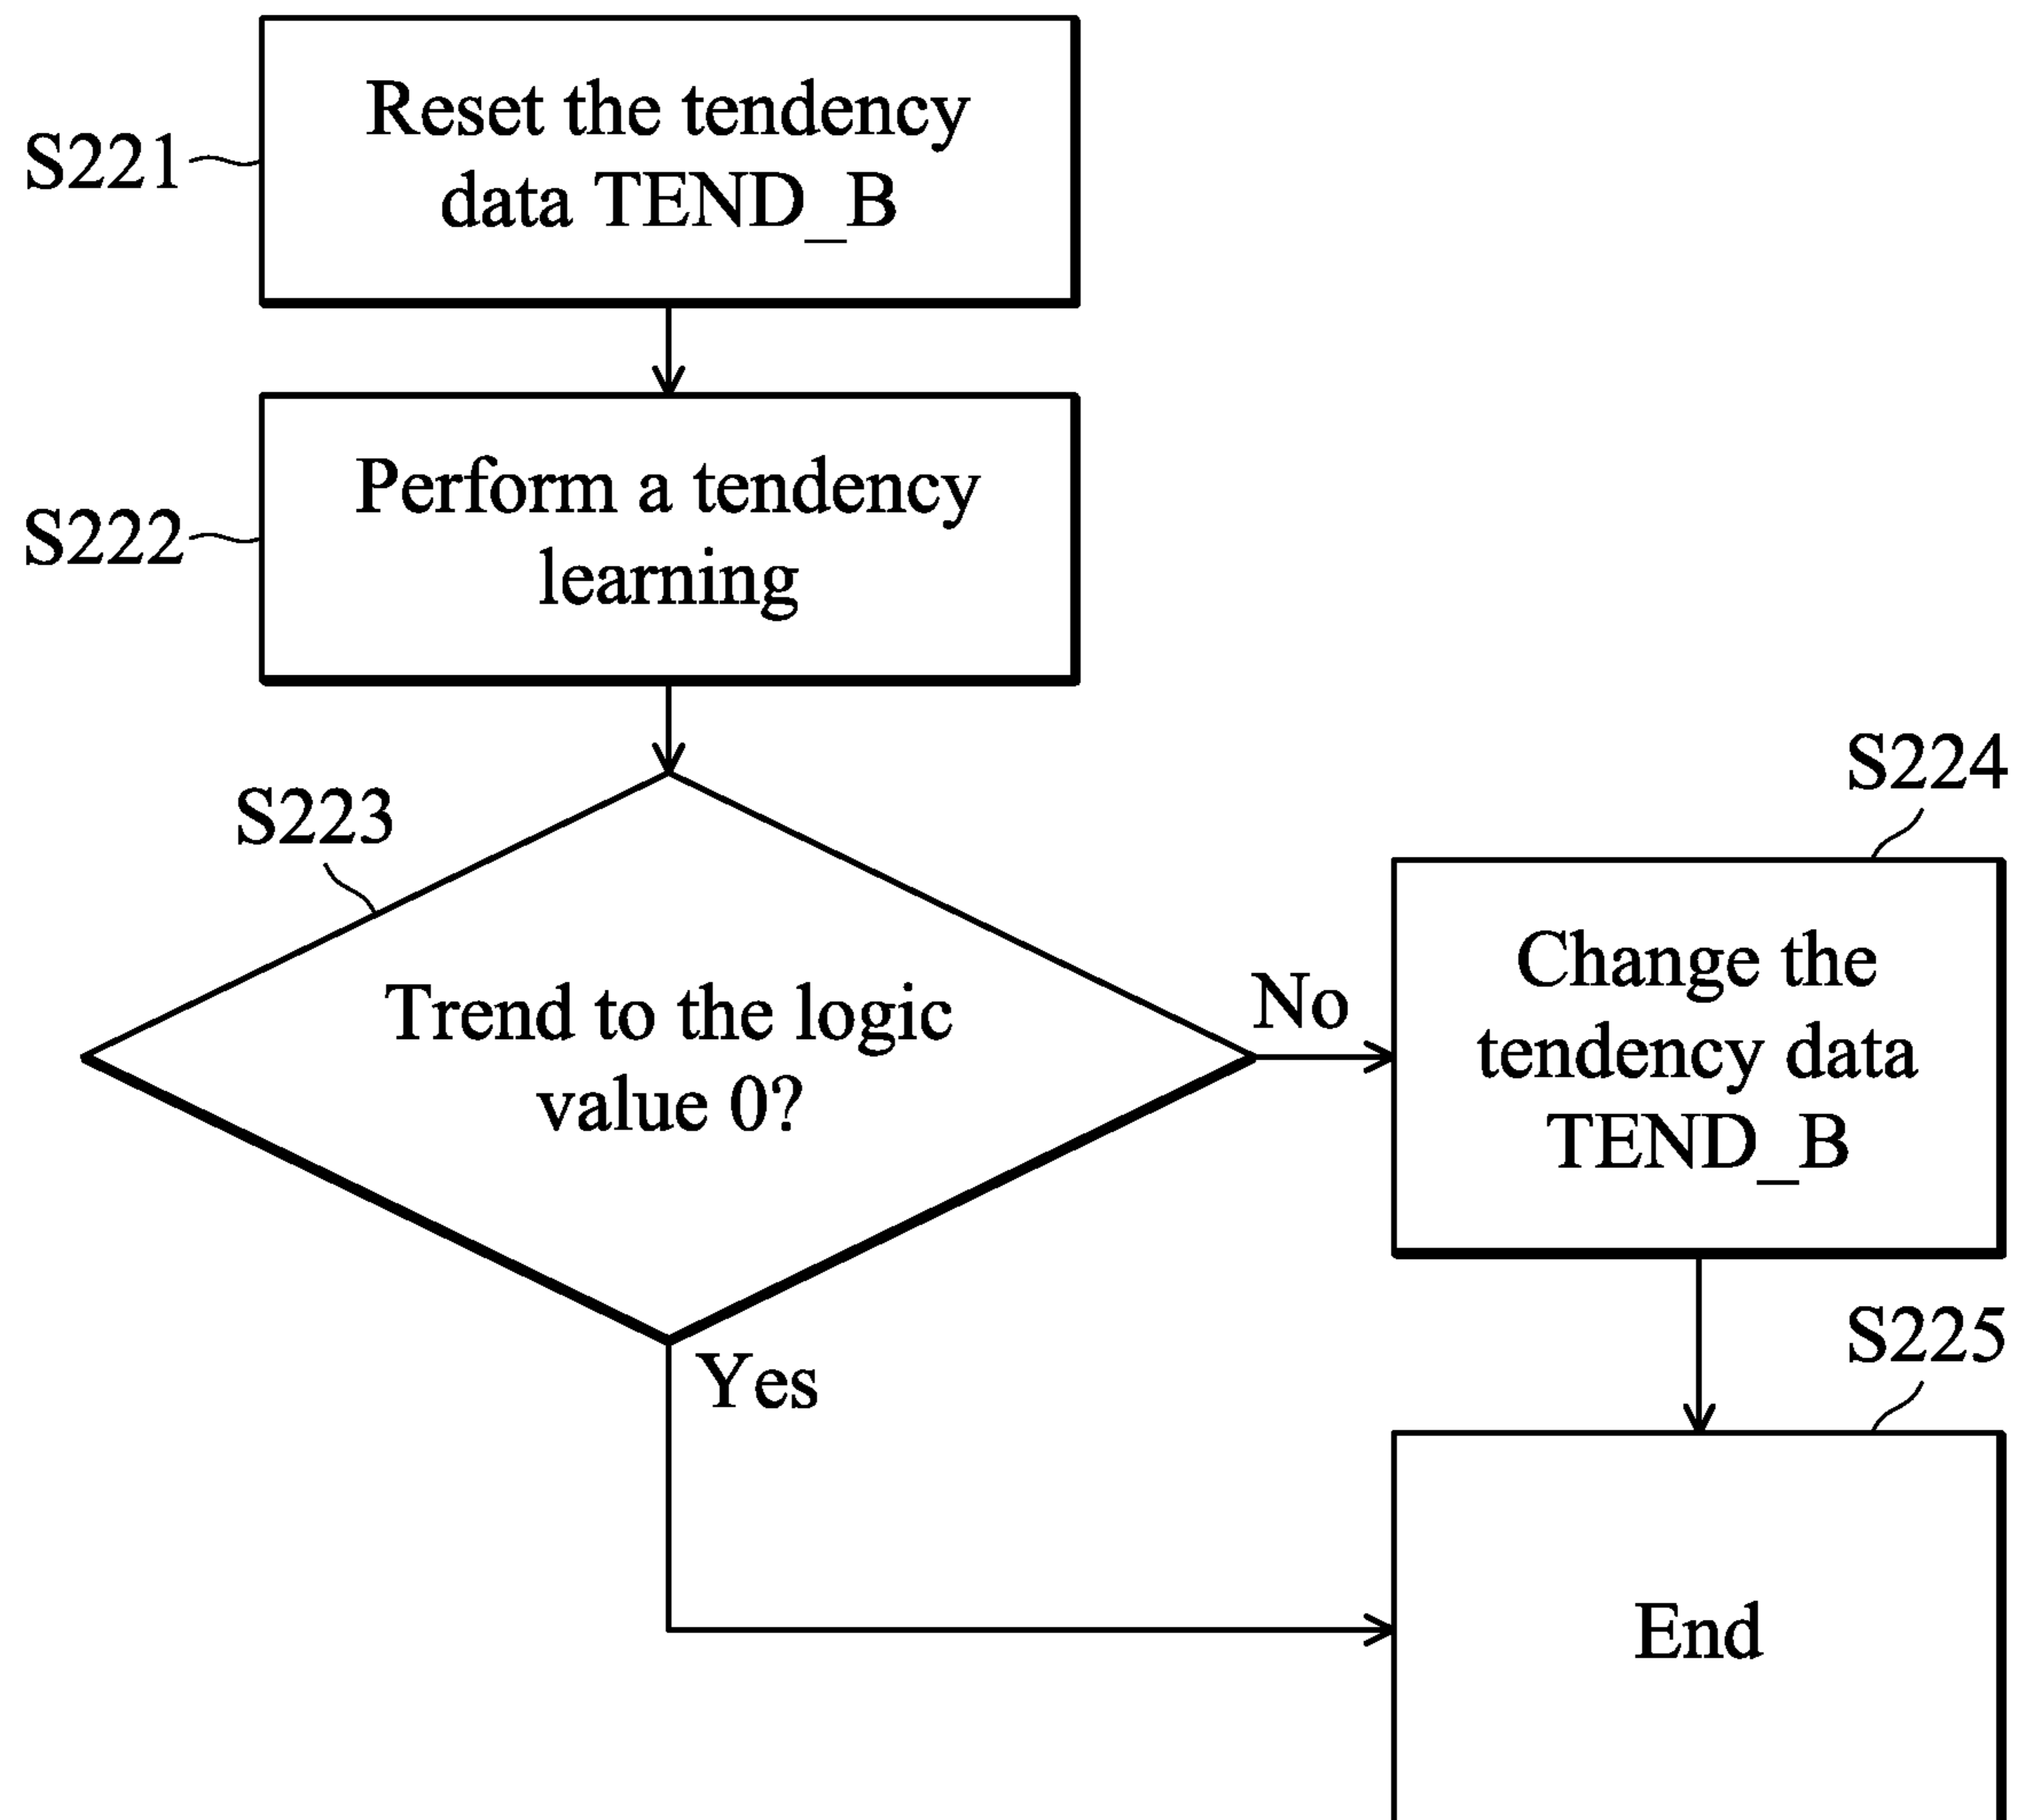 Reset the tendency
data TEND_B
S221
Perform a tendency
learning
S222
S223
Trend to the logic
value 0?
No
Yes
S224
Change the
tendency data
TEND_B
S225
End